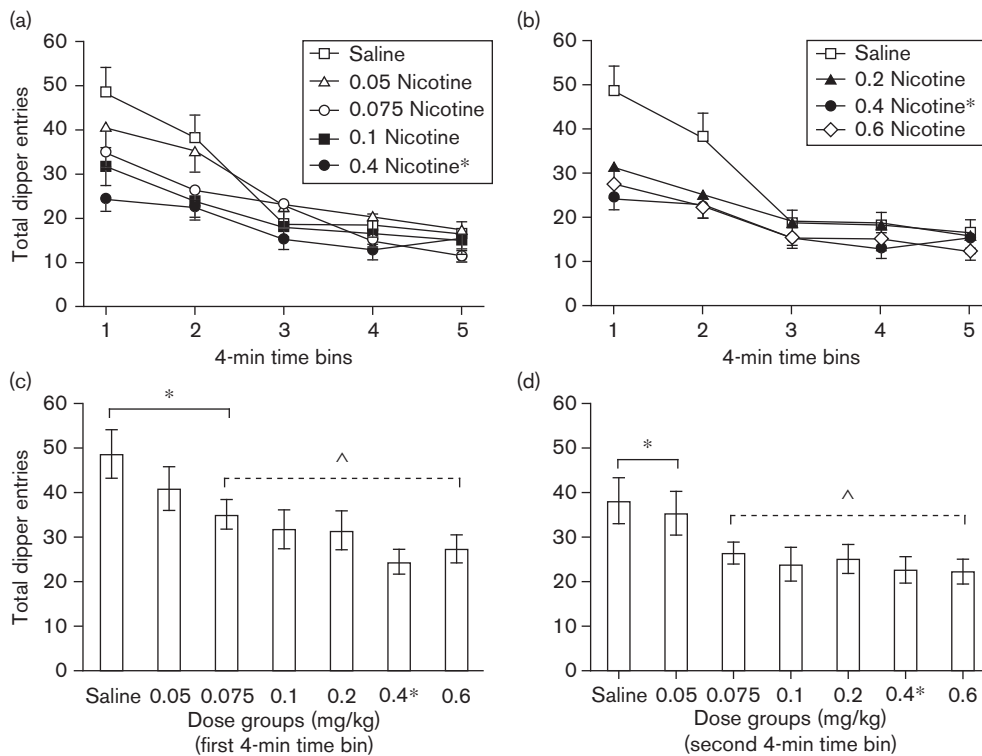 (a)
60
50
40
30
20
10
0
Total dipper entries
Saline
0.05 Nicotine
0.075 Nicotine
0.1 Nicotine
0.4 Nicotine*
1 2 3 4 5
4-min time bins
(b)
60
50
40
30
20
10
0
Saline
0.2 Nicotine
0.4 Nicotine*
0.6 Nicotine
1 2 3 4 5
4-min time bins
(c)
60
50
40
30
20
10
0
Total dipper entries
*
^
Saline 0.05 0.075 0.1 0.2 0.4* 0.6
Dose groups (mg/kg)
(first 4-min time bin)
(d)
60
50
40
30
20
10
0
*
^
Saline 0.05 0.075 0.1 0.2 0.4* 0.6
Dose groups (mg/kg)
(second 4-min time bin)